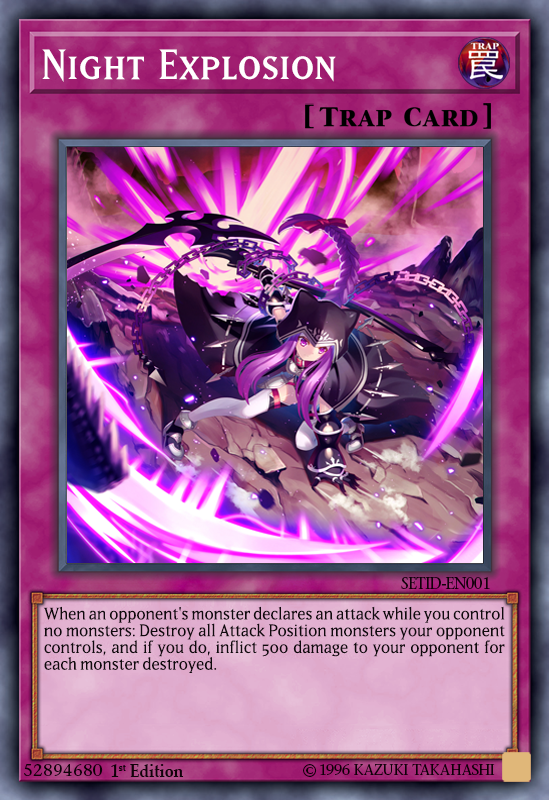 Night Explosion
TRAP
罠
[Trap Card]
SETID-EN001
When an opponent's monster declares an attack while you control
no monsters: Destroy all Attack Position monsters your opponent
controls, and if you do, inflict 500 damage to your opponent for
each monster destroyed.
52894680 1st Edition
© 1996 KAZUKI TAKAHASHI